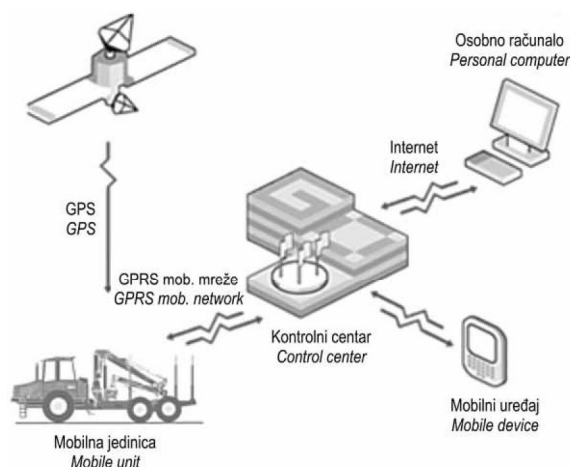 Osobno računalo
Personal computer
Internet
Internet
GPS
GPS
GPRS mob. mreže
GPRS mob. network
Kontrolni centar
Control center
Mobilni uređaj
Mobile device
Mobilna jedinica
Mobile unit